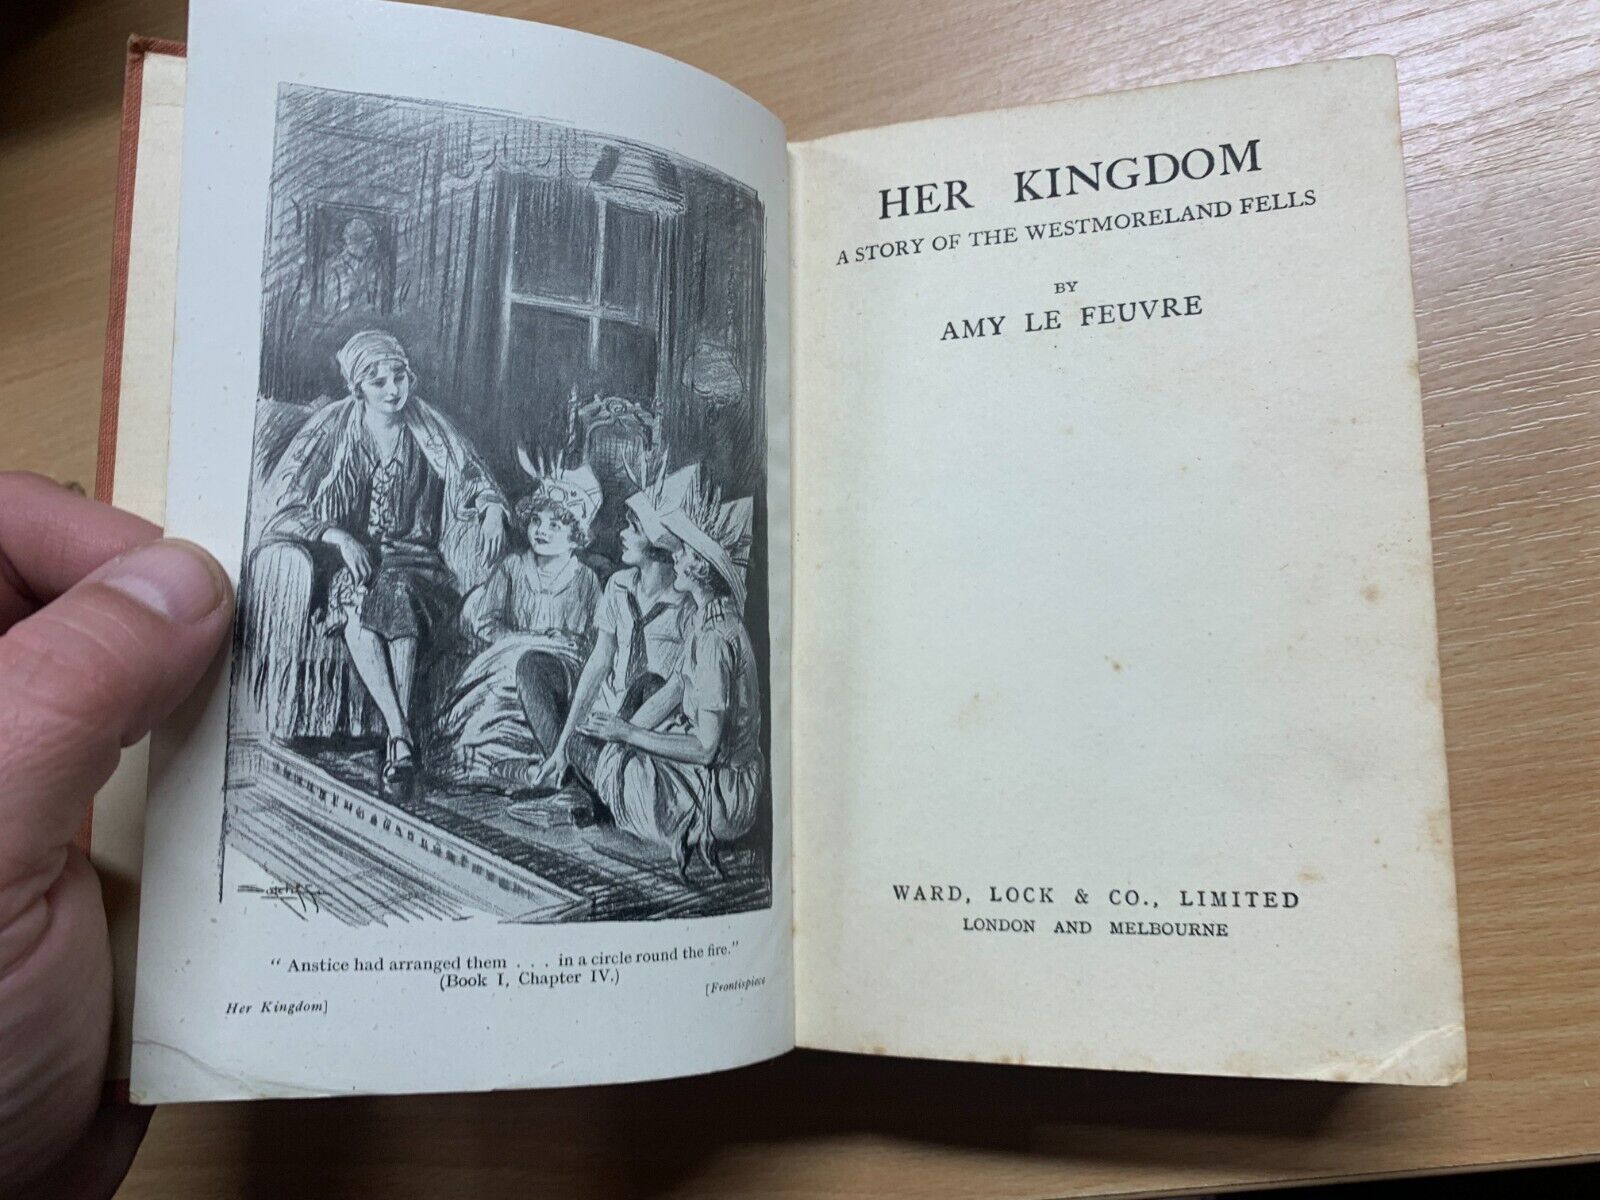 " Anstice had arranged them . . . in a circle round the fire."
(Book I, Chapter IV.)
Her Kingdom]
[Frontispiece
HER KINGDOM
A STORY OF THE WESTMORELAND FELLS
BY
AMY LE FEUVRE
WARD, LOCK & CO., LIMITED
LONDON AND MELBOURNE